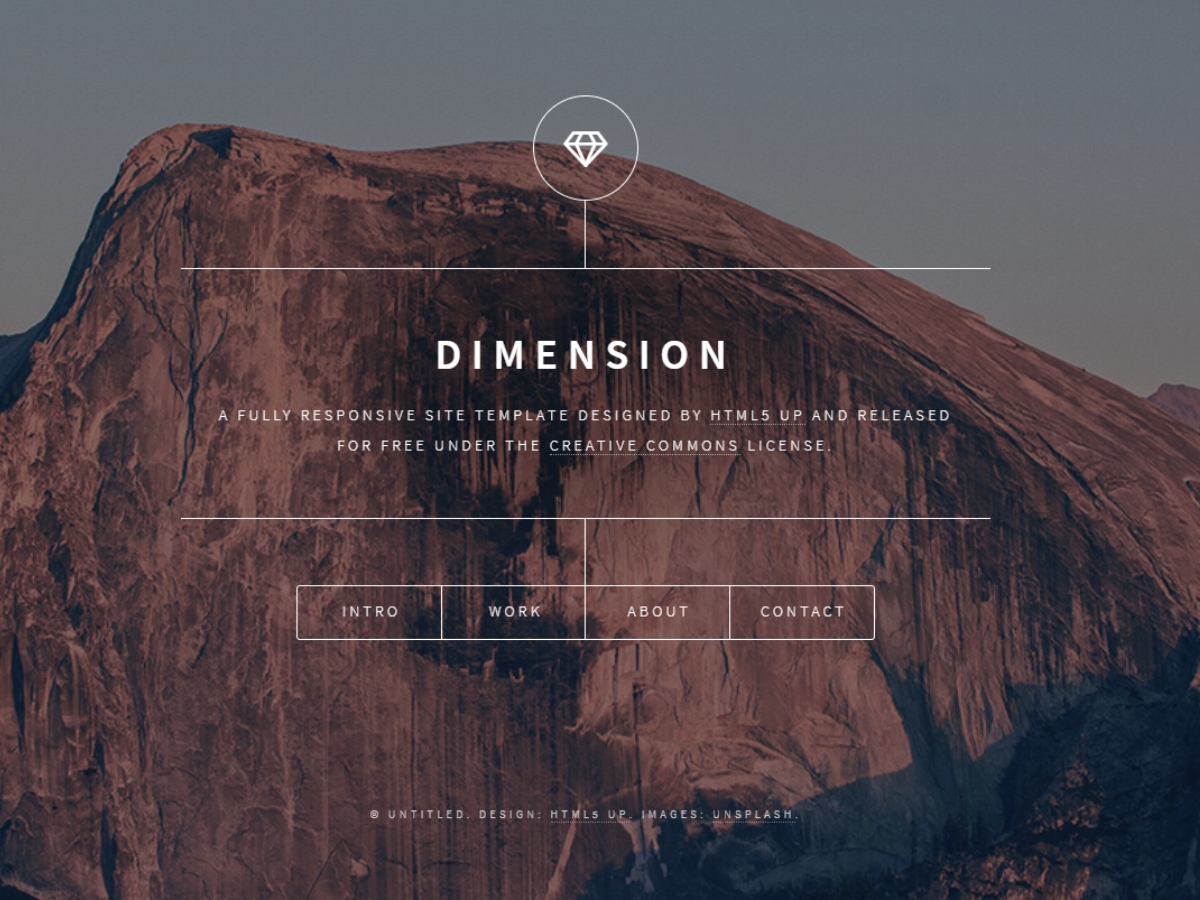 DIMENSION
A FULLY RESPONSIVE SITE TEMPLATE DESIGNED BY HTML5 UP AND RELEASED
FOR FREE UNDER THE CREATIVE COMMONS LICENSE.
INTRO WORK ABOUT CONTACT
© UNTITLED. DESIGN: HTML5 UP. IMAGES: UNSPLASH.